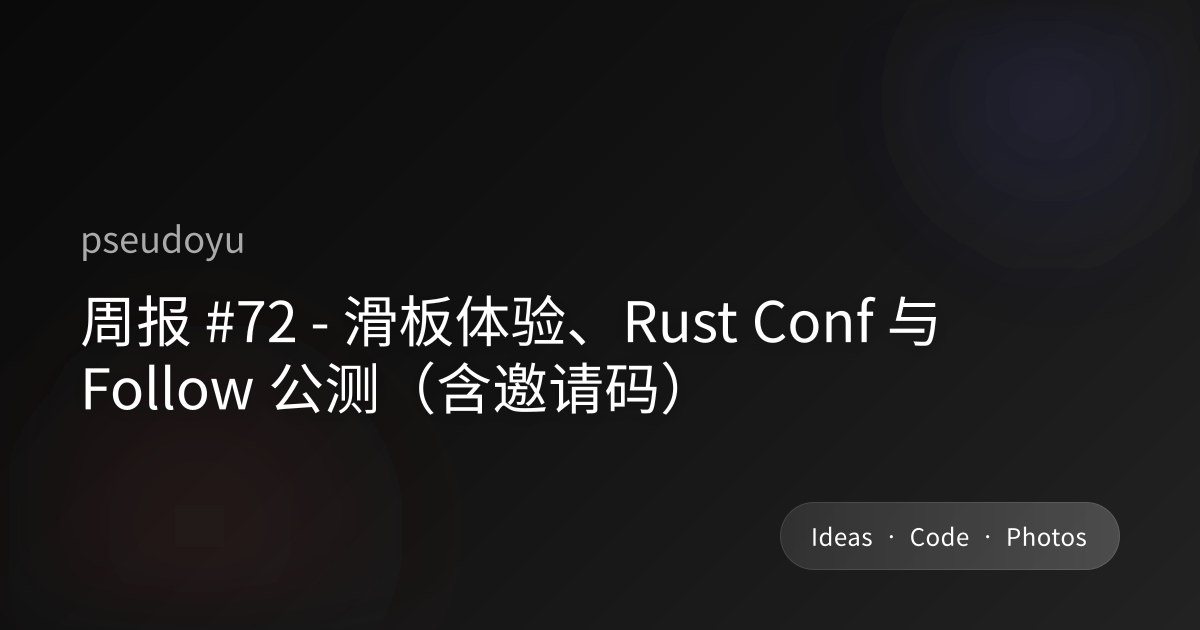 pseudoyu
周报 #72 - 滑板体验、Rust Conf 与
Follow 公测（含邀请码）
Ideas · Code · Photos